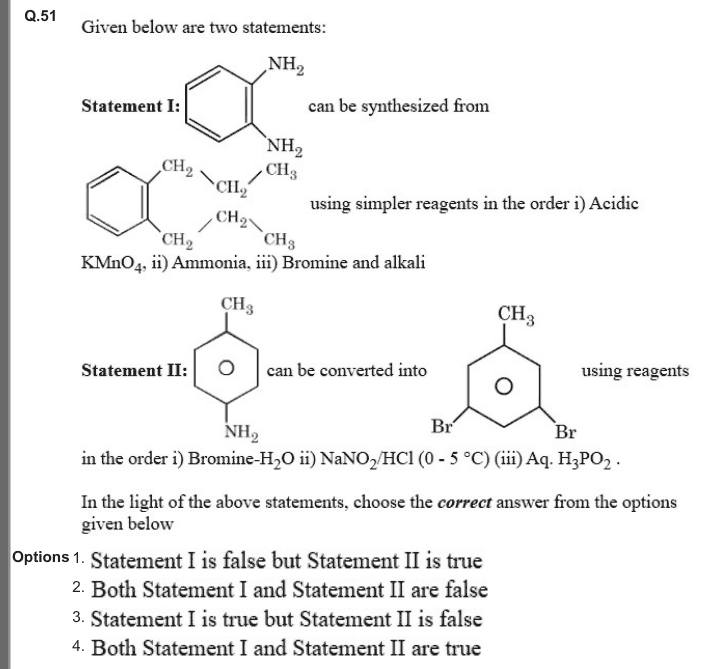 Q.51
Given below are two statements:
NH₂
Statement I:
can be synthesized from
NH₂
CH₂
CH₃
CH₂
using simpler reagents in the order i) Acidic
CH₂
CH₂
CH₃
KMnO₄, ii) Ammonia, iii) Bromine and alkali
CH₃
CH₃
Statement II:
can be converted into
using reagents
NH₂
Br
Br
in the order i) Bromine-H₂O ii) NaNO₂/HCl (0 - 5 °C) (iii) Aq. H₃PO₂ .
In the light of the above statements, choose the correct answer from the options
given below
Options 1. Statement I is false but Statement II is true
2. Both Statement I and Statement II are false
3. Statement I is true but Statement II is false
4. Both Statement I and Statement II are true